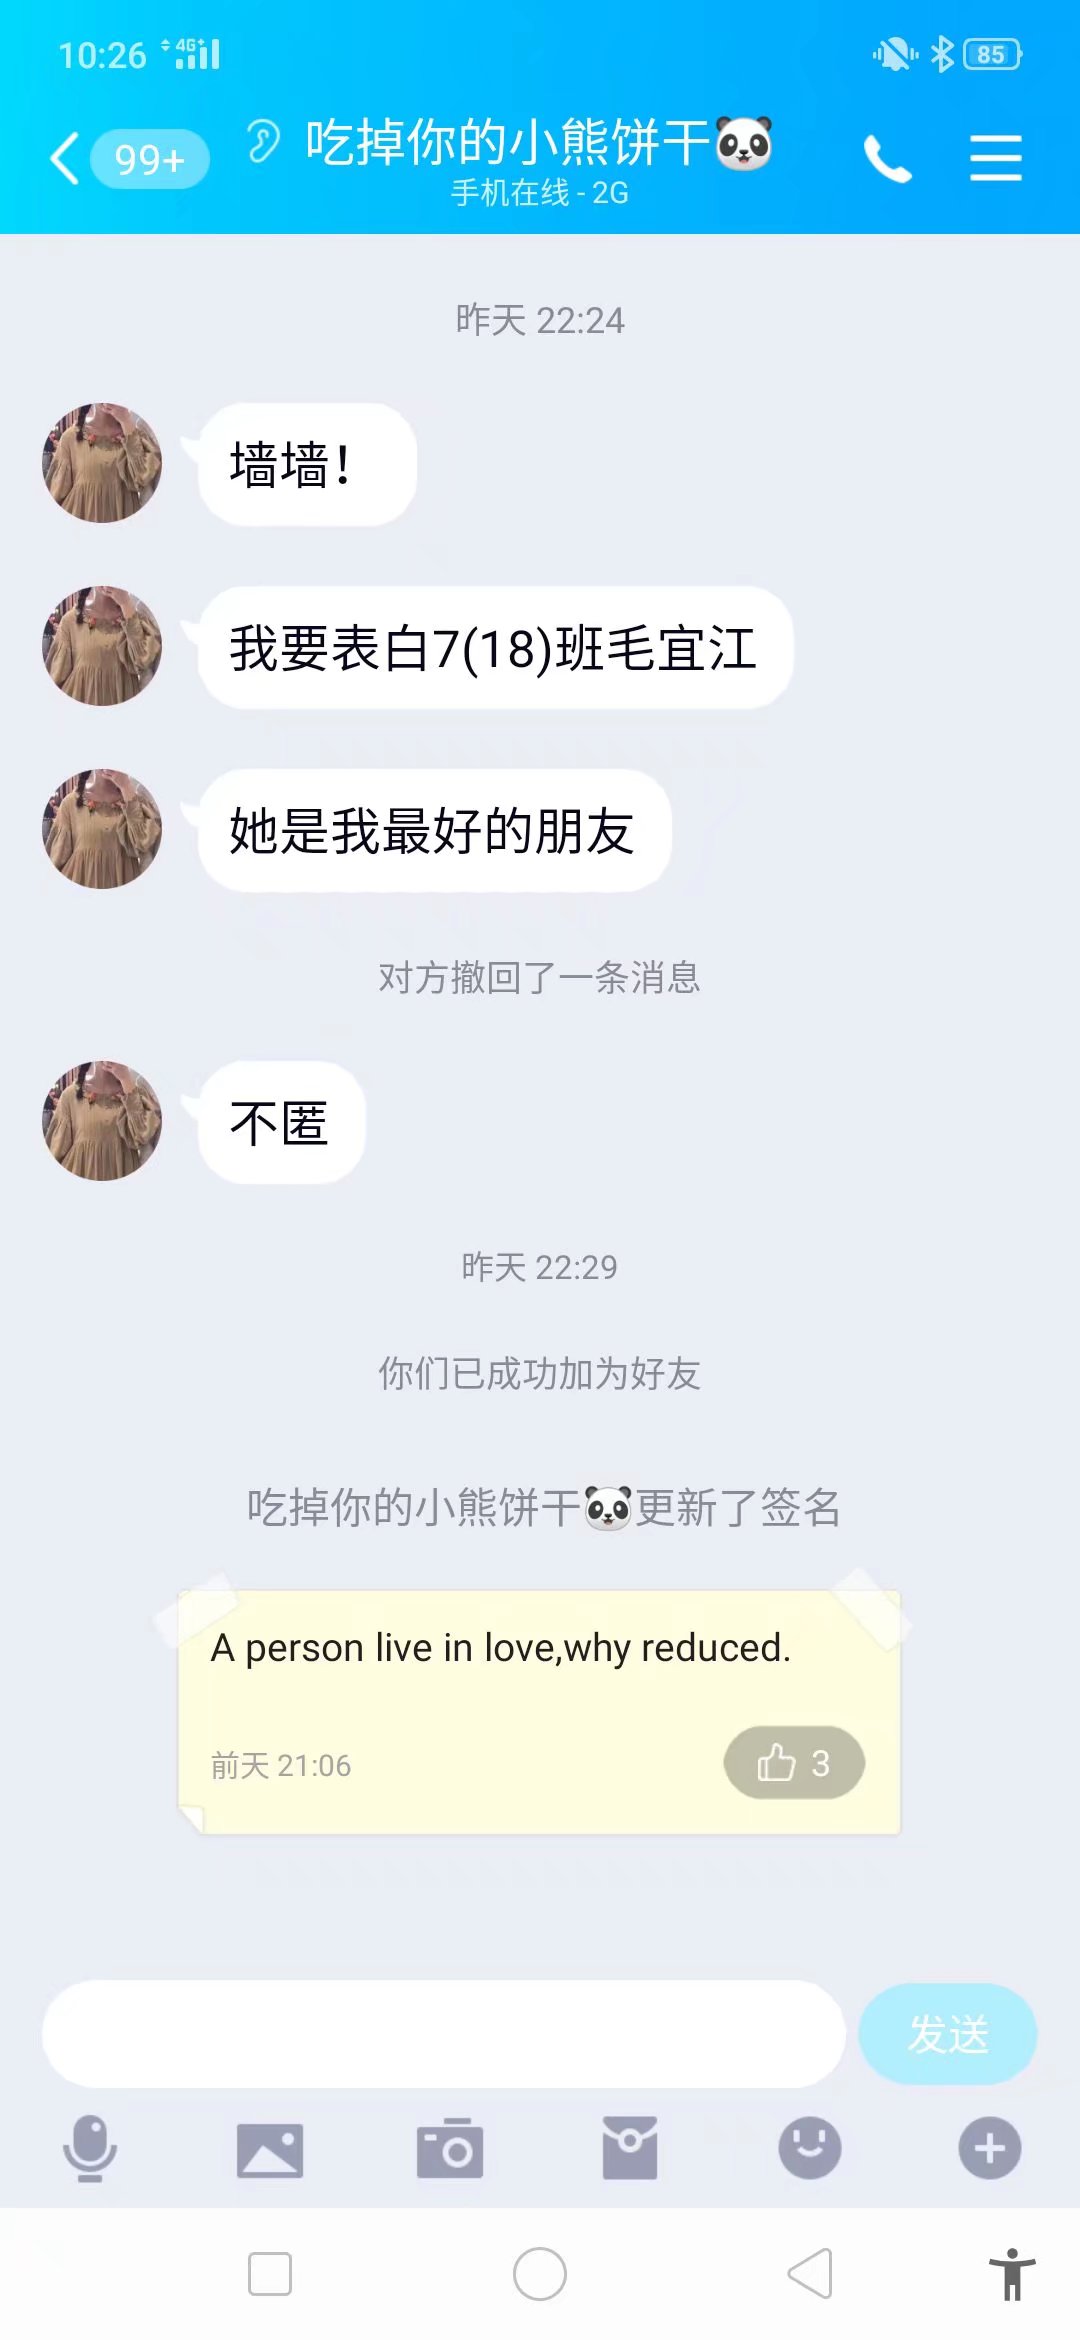 10:26 4G+ 85
99+ 吃掉你的小熊饼干🐼
手机在线 - 2G
昨天 22:24
墙墙！
我要表白7(18)班毛宜江
她是我最好的朋友
对方撤回了一条消息
不匿
昨天 22:29
你们已成功加为好友
吃掉你的小熊饼干🐼更新了签名
A person live in love,why reduced.
前天 21:06 3
发送